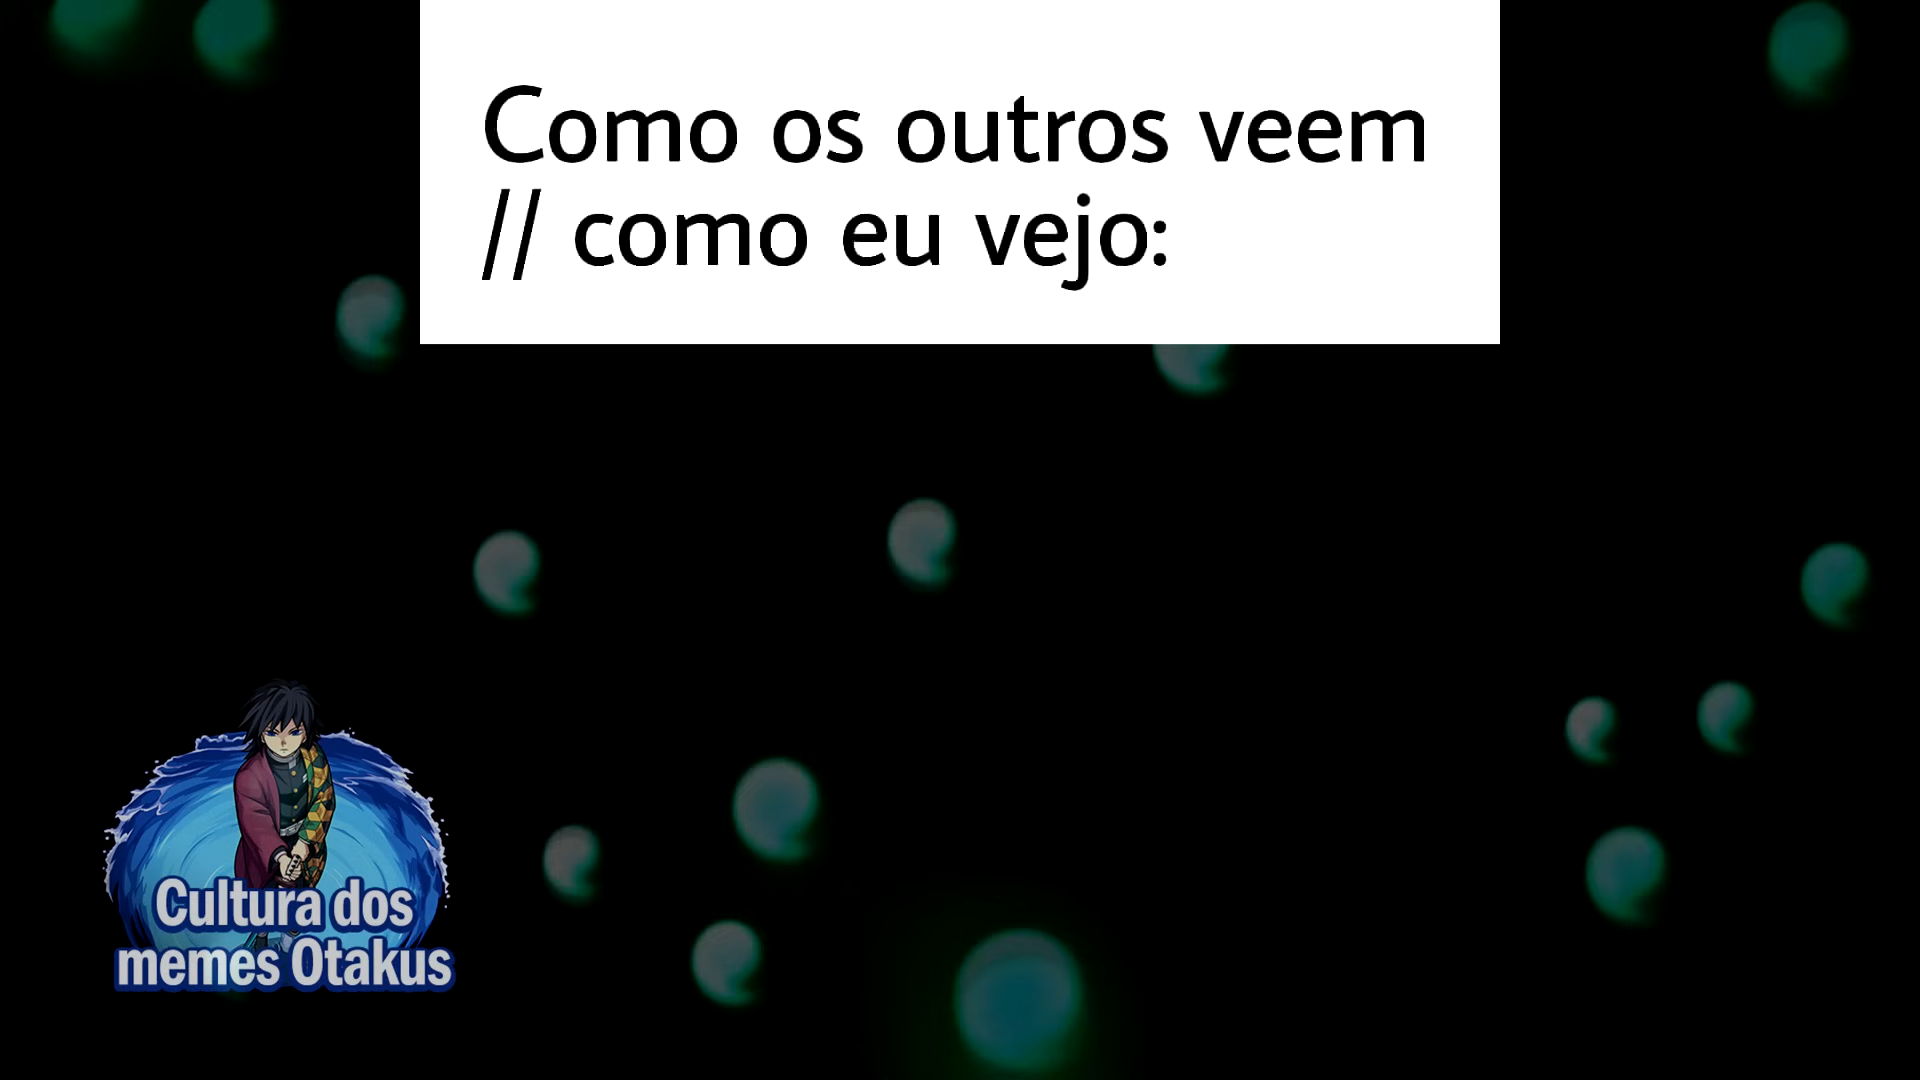 Como os outros veem
// como eu vejo:
Cultura dos
memes Otakus